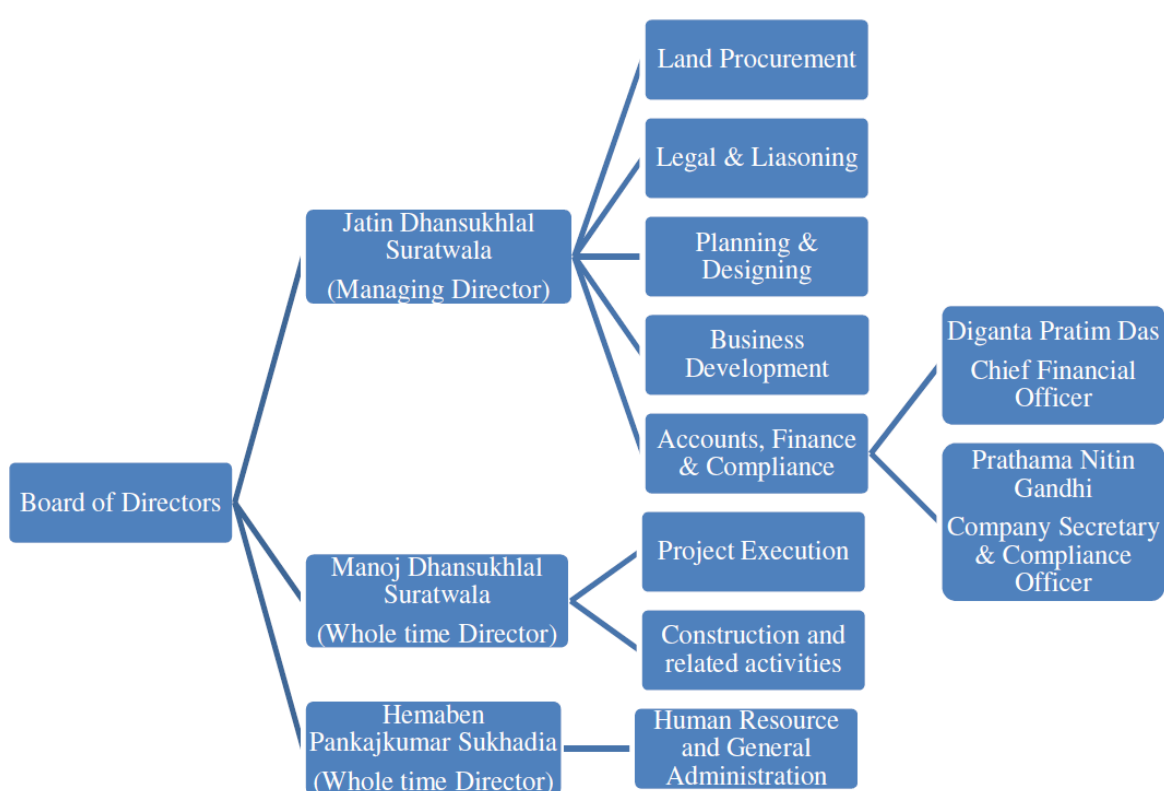 Land Procurement
Legal & Liasoning
Jatin Dhansukhlal
Suratwala
(Managing Director)
Planning &
Designing
Business
Development
Accounts, Finance
& Compliance
Diganta Pratim Das
Chief Financial
Officer
Prathama Nitin
Gandhi
Company Secretary
& Compliance
Officer
Board of Directors
Manoj Dhansukhlal
Suratwala
(Whole time Director)
Project Execution
Construction and
related activities
Hemaben
Pankajkumar Sukhadia
(Whole time Director)
Human Resource
and General
Administration